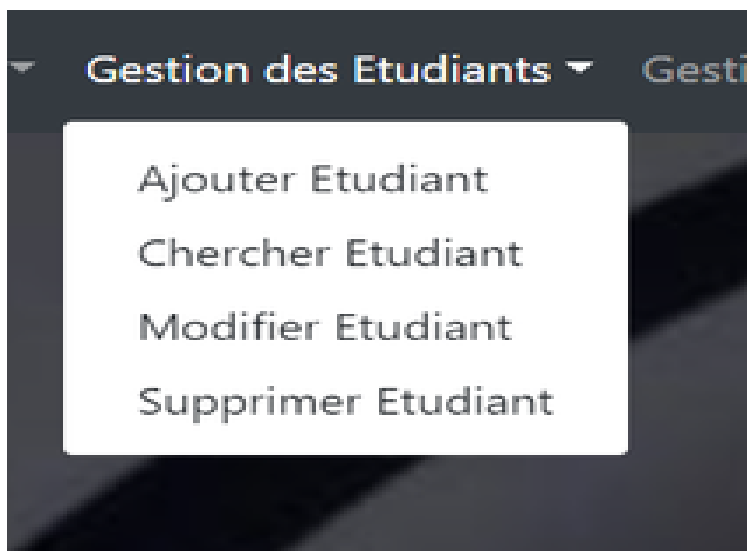 Gestion des Etudiants
Ajouter Etudiant
Chercher Etudiant
Modifier Etudiant
Supprimer Etudiant